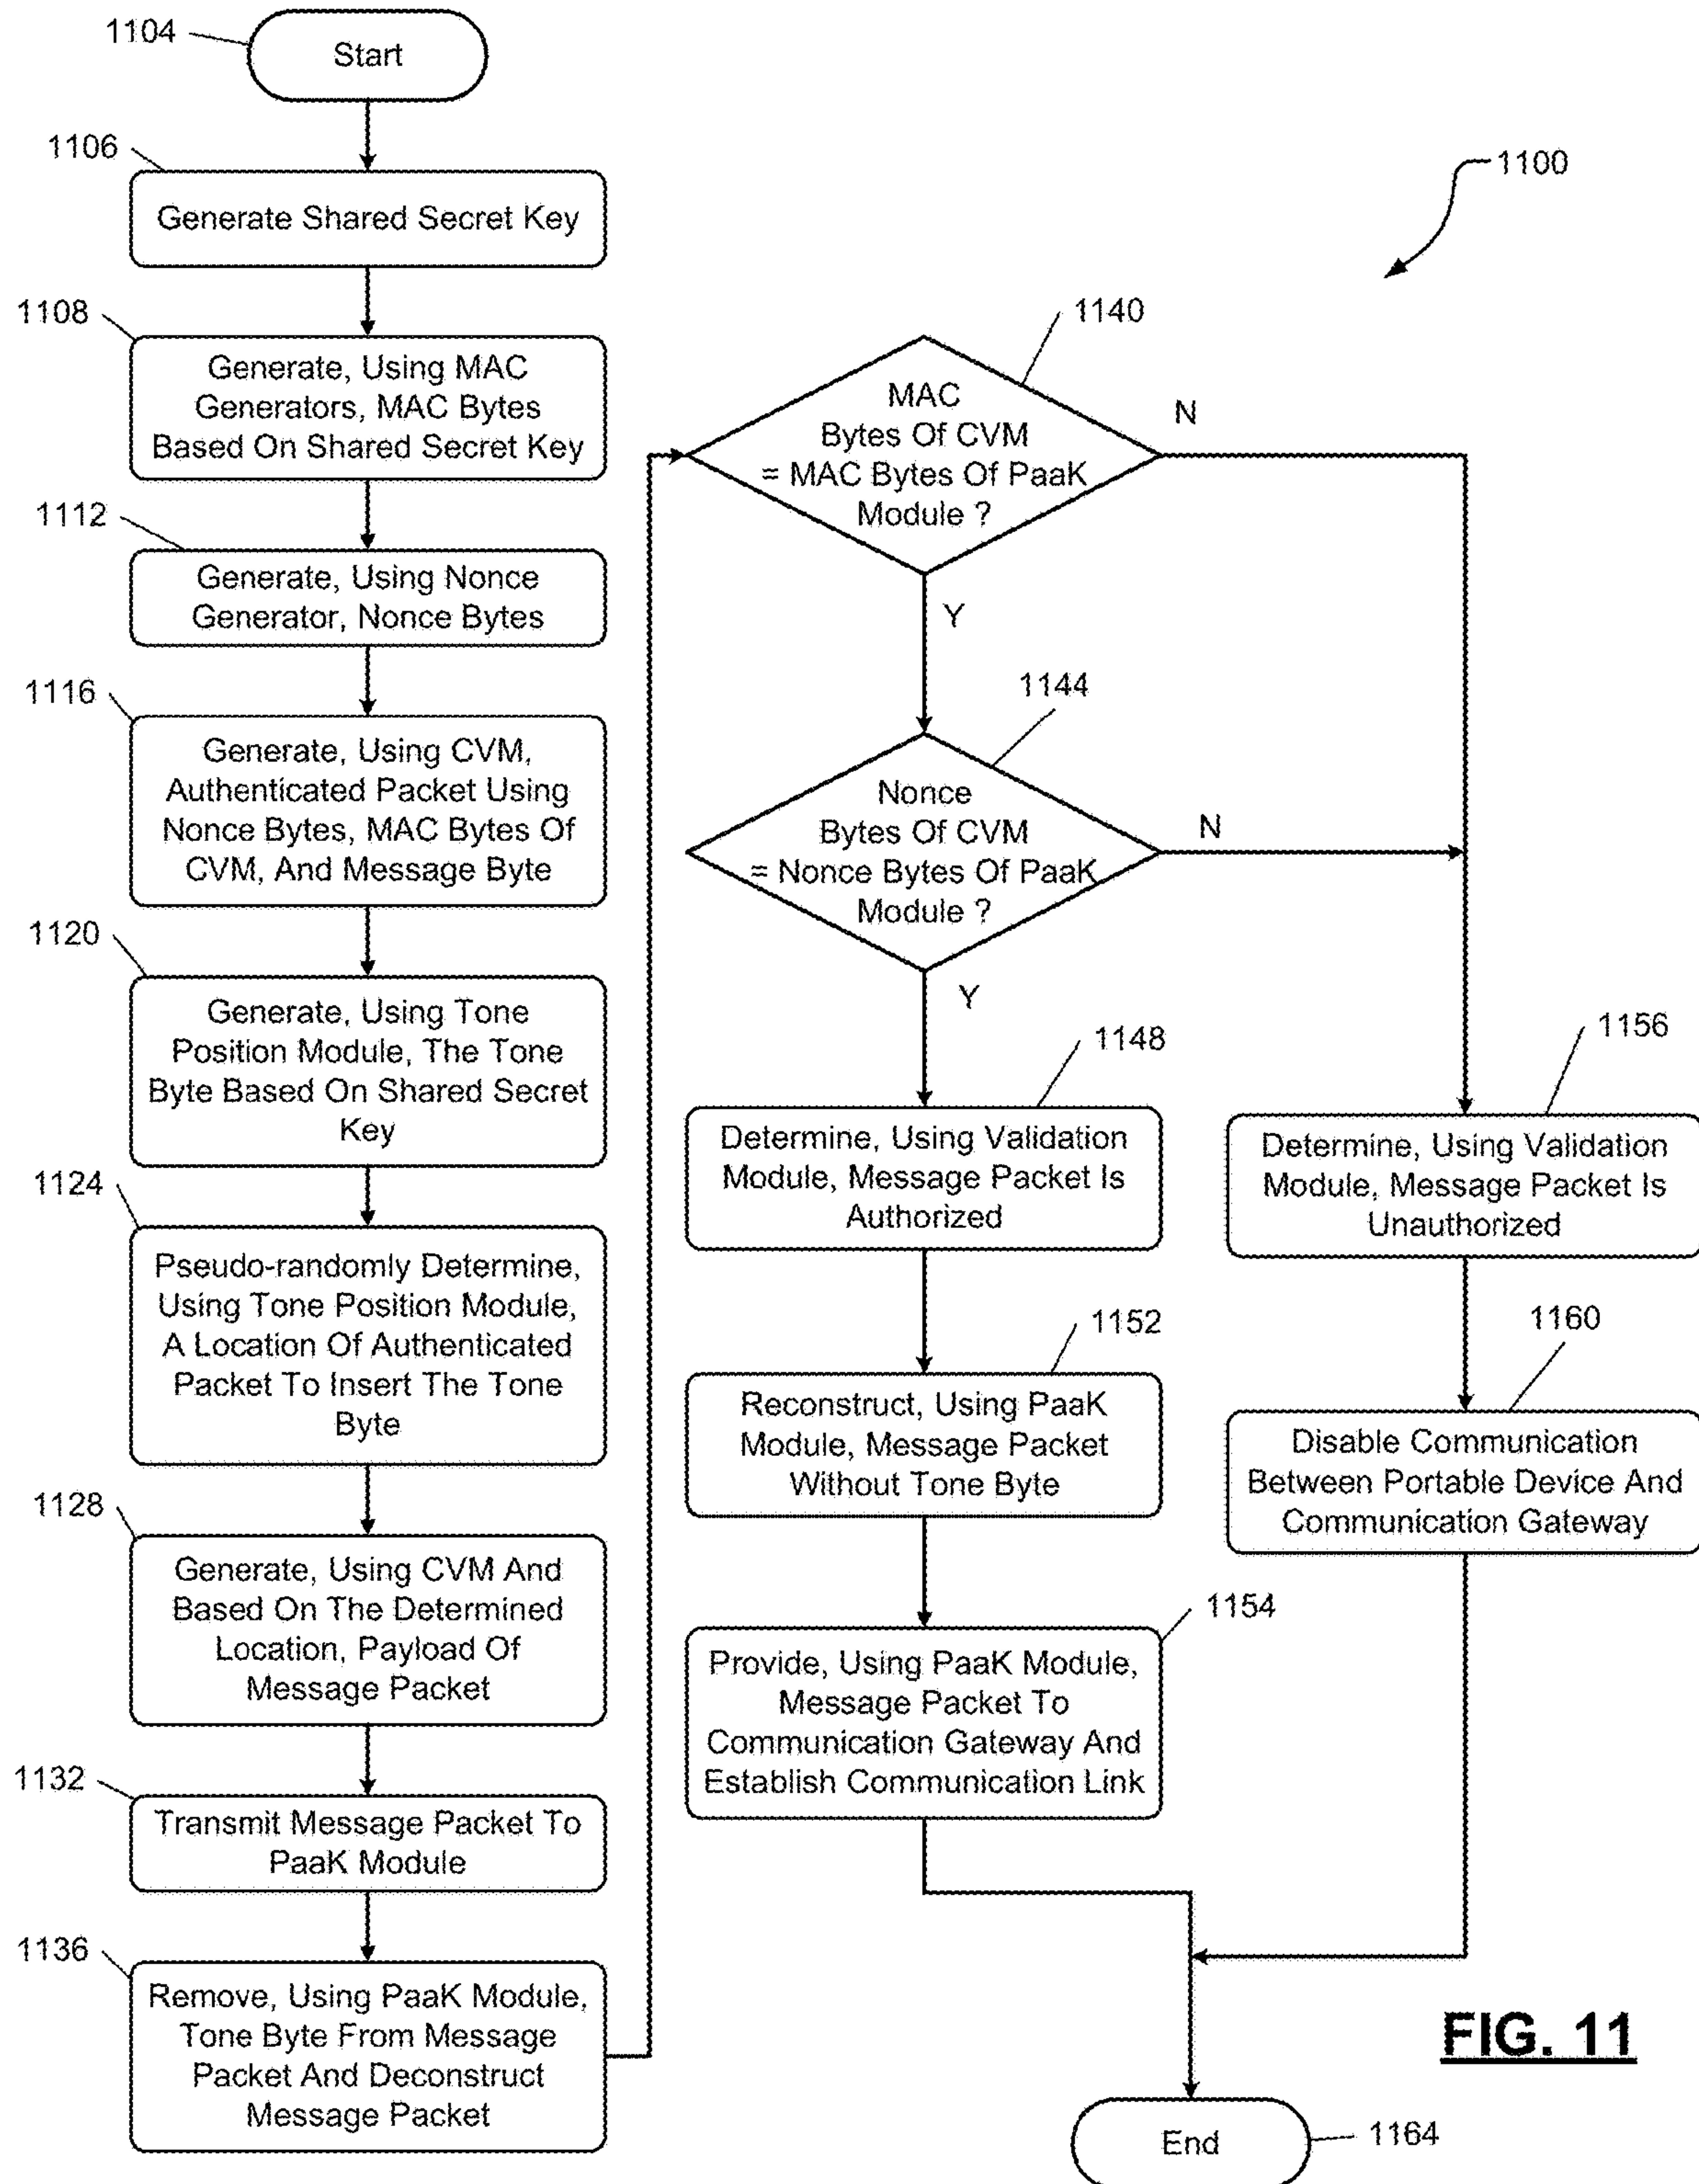 1104
Start
1106
Generate Shared Secret Key
1108
Generate, Using MAC
Generators, MAC Bytes
Based On Shared Secret Key
1112
Generate, Using Nonce
Generator, Nonce Bytes
1116
Generate, Using CVM,
Authenticated Packet Using
Nonce Bytes, MAC Bytes Of
CVM, And Message Byte
1120
Generate, Using Tone
Position Module, The Tone
Byte Based On Shared Secret
Key
1124
Pseudo-randomly Determine,
Using Tone Position Module,
A Location Of Authenticated
Packet To Insert The Tone
Byte
1128
Generate, Using CVM And
Based On The Determined
Location, Payload Of
Message Packet
1132
Transmit Message Packet To
PaaK Module
1136
Remove, Using PaaK Module,
Tone Byte From Message
Packet And Deconstruct
Message Packet
1100
1140
MAC
Bytes Of CVM
= MAC Bytes Of PaaK
Module ?
N
Y
1144
Nonce
Bytes Of CVM
= Nonce Bytes Of PaaK
Module ?
N
Y
1148
Determine, Using Validation
Module, Message Packet Is
Authorized
1152
Reconstruct, Using PaaK
Module, Message Packet
Without Tone Byte
1154
Provide, Using PaaK Module,
Message Packet To
Communication Gateway And
Establish Communication Link
1156
Determine, Using Validation
Module, Message Packet Is
Unauthorized
1160
Disable Communication
Between Portable Device And
Communication Gateway
End
1164
FIG. 11